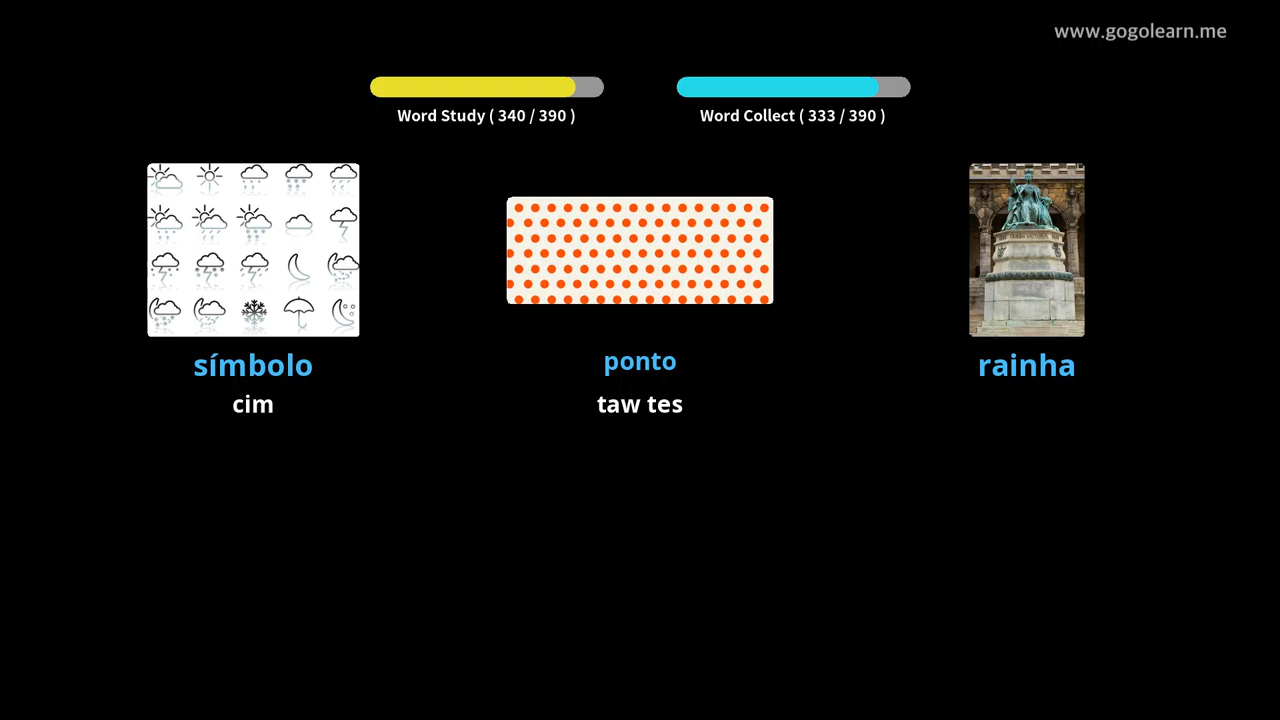 www.gogolearn.me
Word Study ( 340 / 390 )
Word Collect ( 333 / 390 )
símbolo
cim
ponto
taw tes
rainha